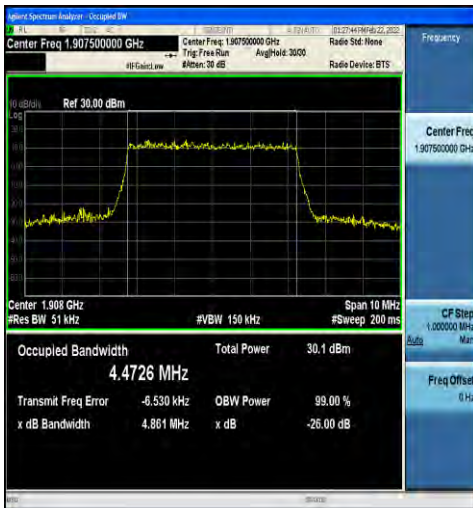 Agilent Spectrum Analyzer - Occupied BW
Center Freq 1.907500000 GHz
#IFGain:Low
Center Freq: 1.907500000 GHz
Trig: Free Run
Avg|Hold: 30/30
#Atten: 30 dB
01:27:44 PM Feb 22, 2022
Radio Std: None
Radio Device: BTS
Frequency
10 dB/div
Ref 30.00 dBm
Log
Center Freq
1.907500000 GHz
Center 1.908 GHz
Span 10 MHz
#Res BW 51 kHz
#VBW 150 kHz
#Sweep 200 ms
CF Step
1.000000 MHz
Auto
Man
Occupied Bandwidth
4.4726 MHz
Total Power
30.1 dBm
Transmit Freq Error
-6.530 kHz
OBW Power
99.00 %
x dB Bandwidth
4.861 MHz
x dB
-26.00 dB
Freq Offset
0 Hz